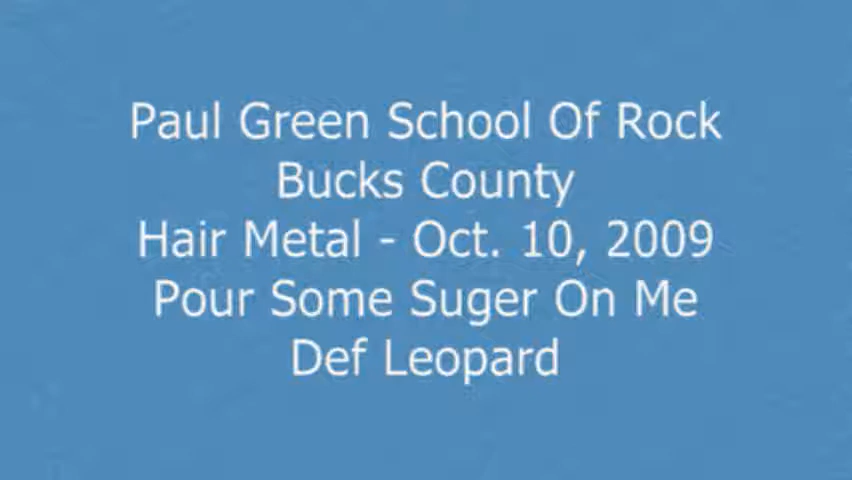 Paul Green School Of Rock
Bucks County
Hair Metal - Oct. 10, 2009
Pour Some Suger On Me
Def Leopard